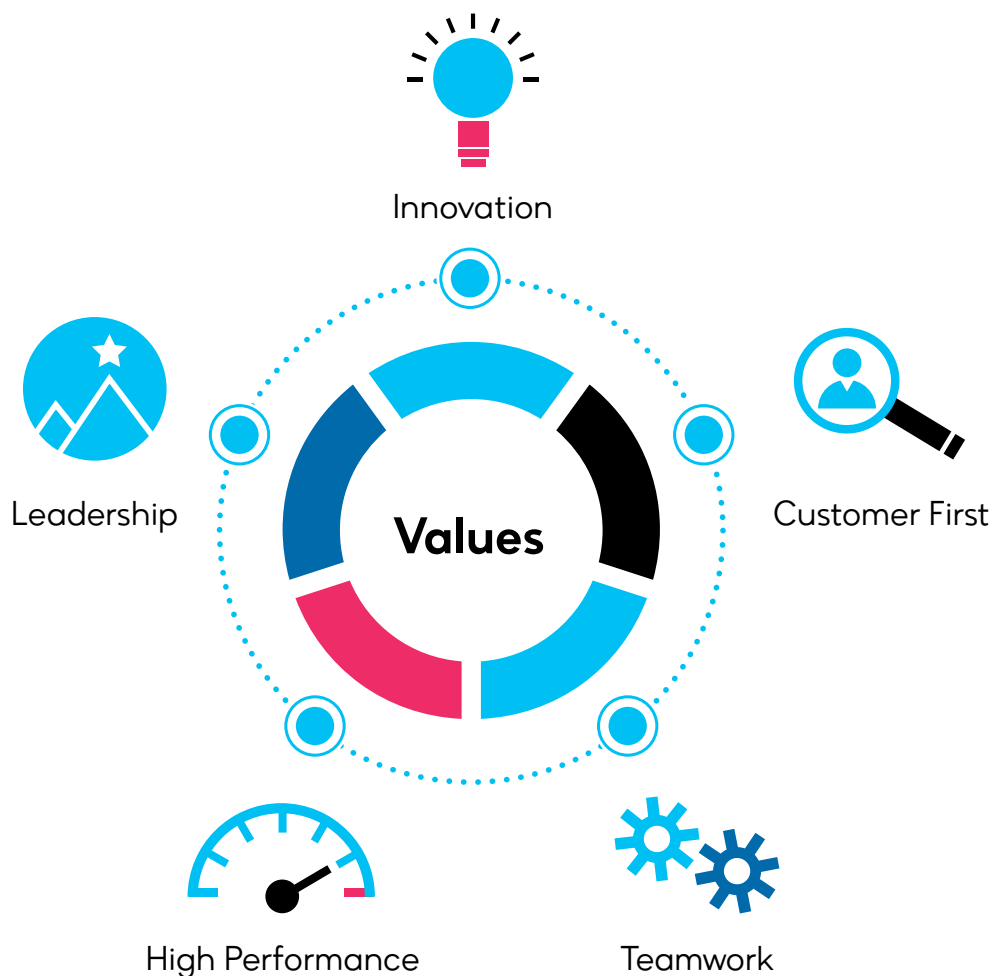 Innovation
Leadership
Customer First
Values
High Performance
Teamwork